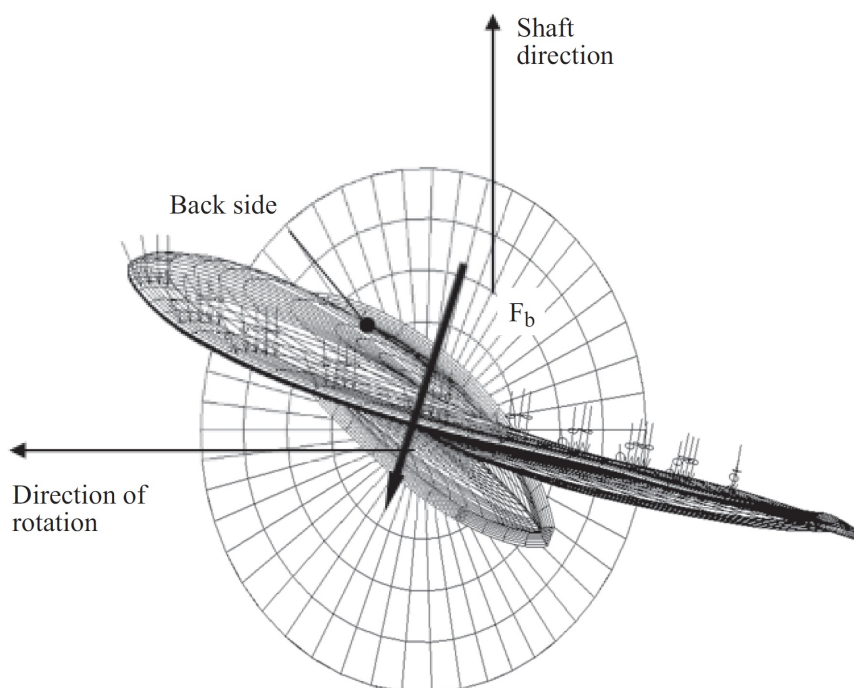 Shaft
direction
Back side
F_b
Direction of
rotation